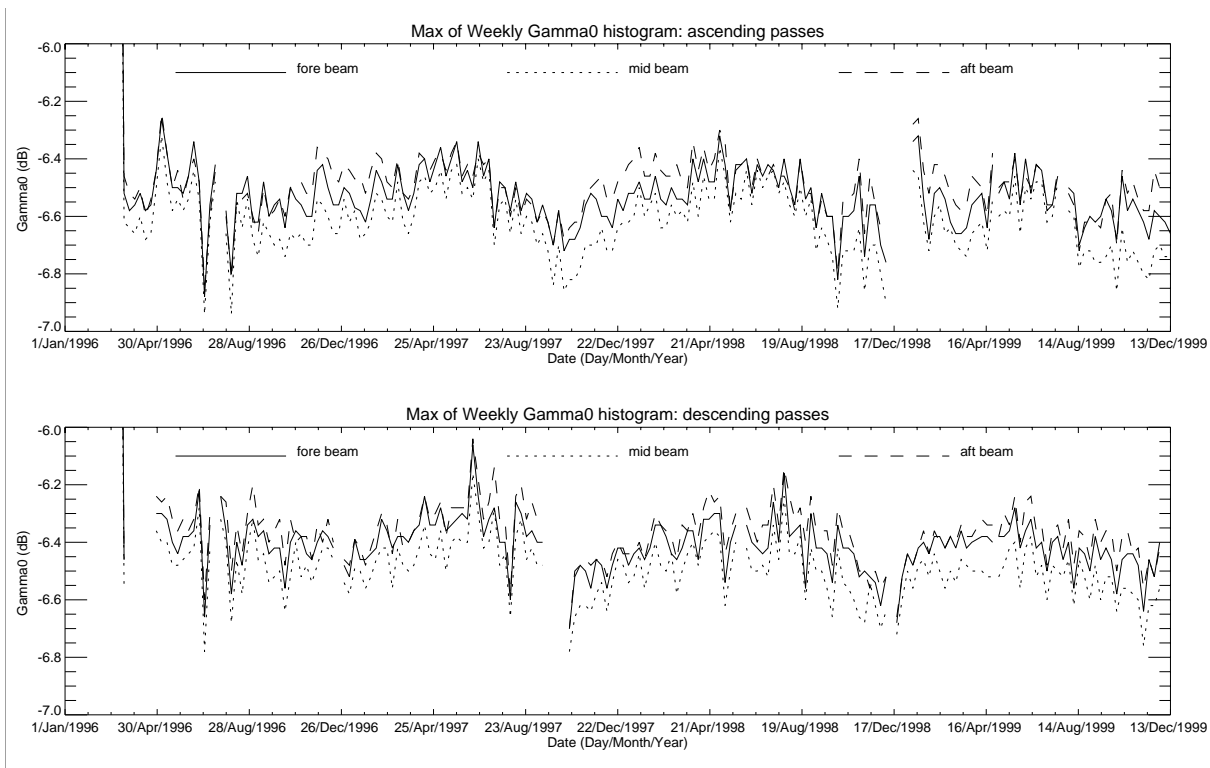 Max of Weekly Gamma0 histogram: ascending passes
-6.0
fore beam mid beam aft beam
-6.2
-6.4
Gamma0 (dB)
-6.6
-6.8
-7.0
1/Jan/1996 30/Apr/1996 28/Aug/1996 26/Dec/1996 25/Apr/1997 23/Aug/1997 22/Dec/1998 21/Apr/1998 19/Aug/1998 17/Dec/1998 16/Apr/1999 14/Aug/1999 13/Dec/1999
Date (Day/Month/Year)
Max of Weekly Gamma0 histogram: descending passes
-6.0
fore beam mid beam aft beam
-6.2
-6.4
Gamma0 (dB)
-6.6
-6.8
-7.0
1/Jan/1996 30/Apr/1996 28/Aug/1996 26/Dec/1996 25/Apr/1997 23/Aug/1997 22/Dec/1998 21/Apr/1998 19/Aug/1998 17/Dec/1998 16/Apr/1999 14/Aug/1999 13/Dec/1999
Date (Day/Month/Year)